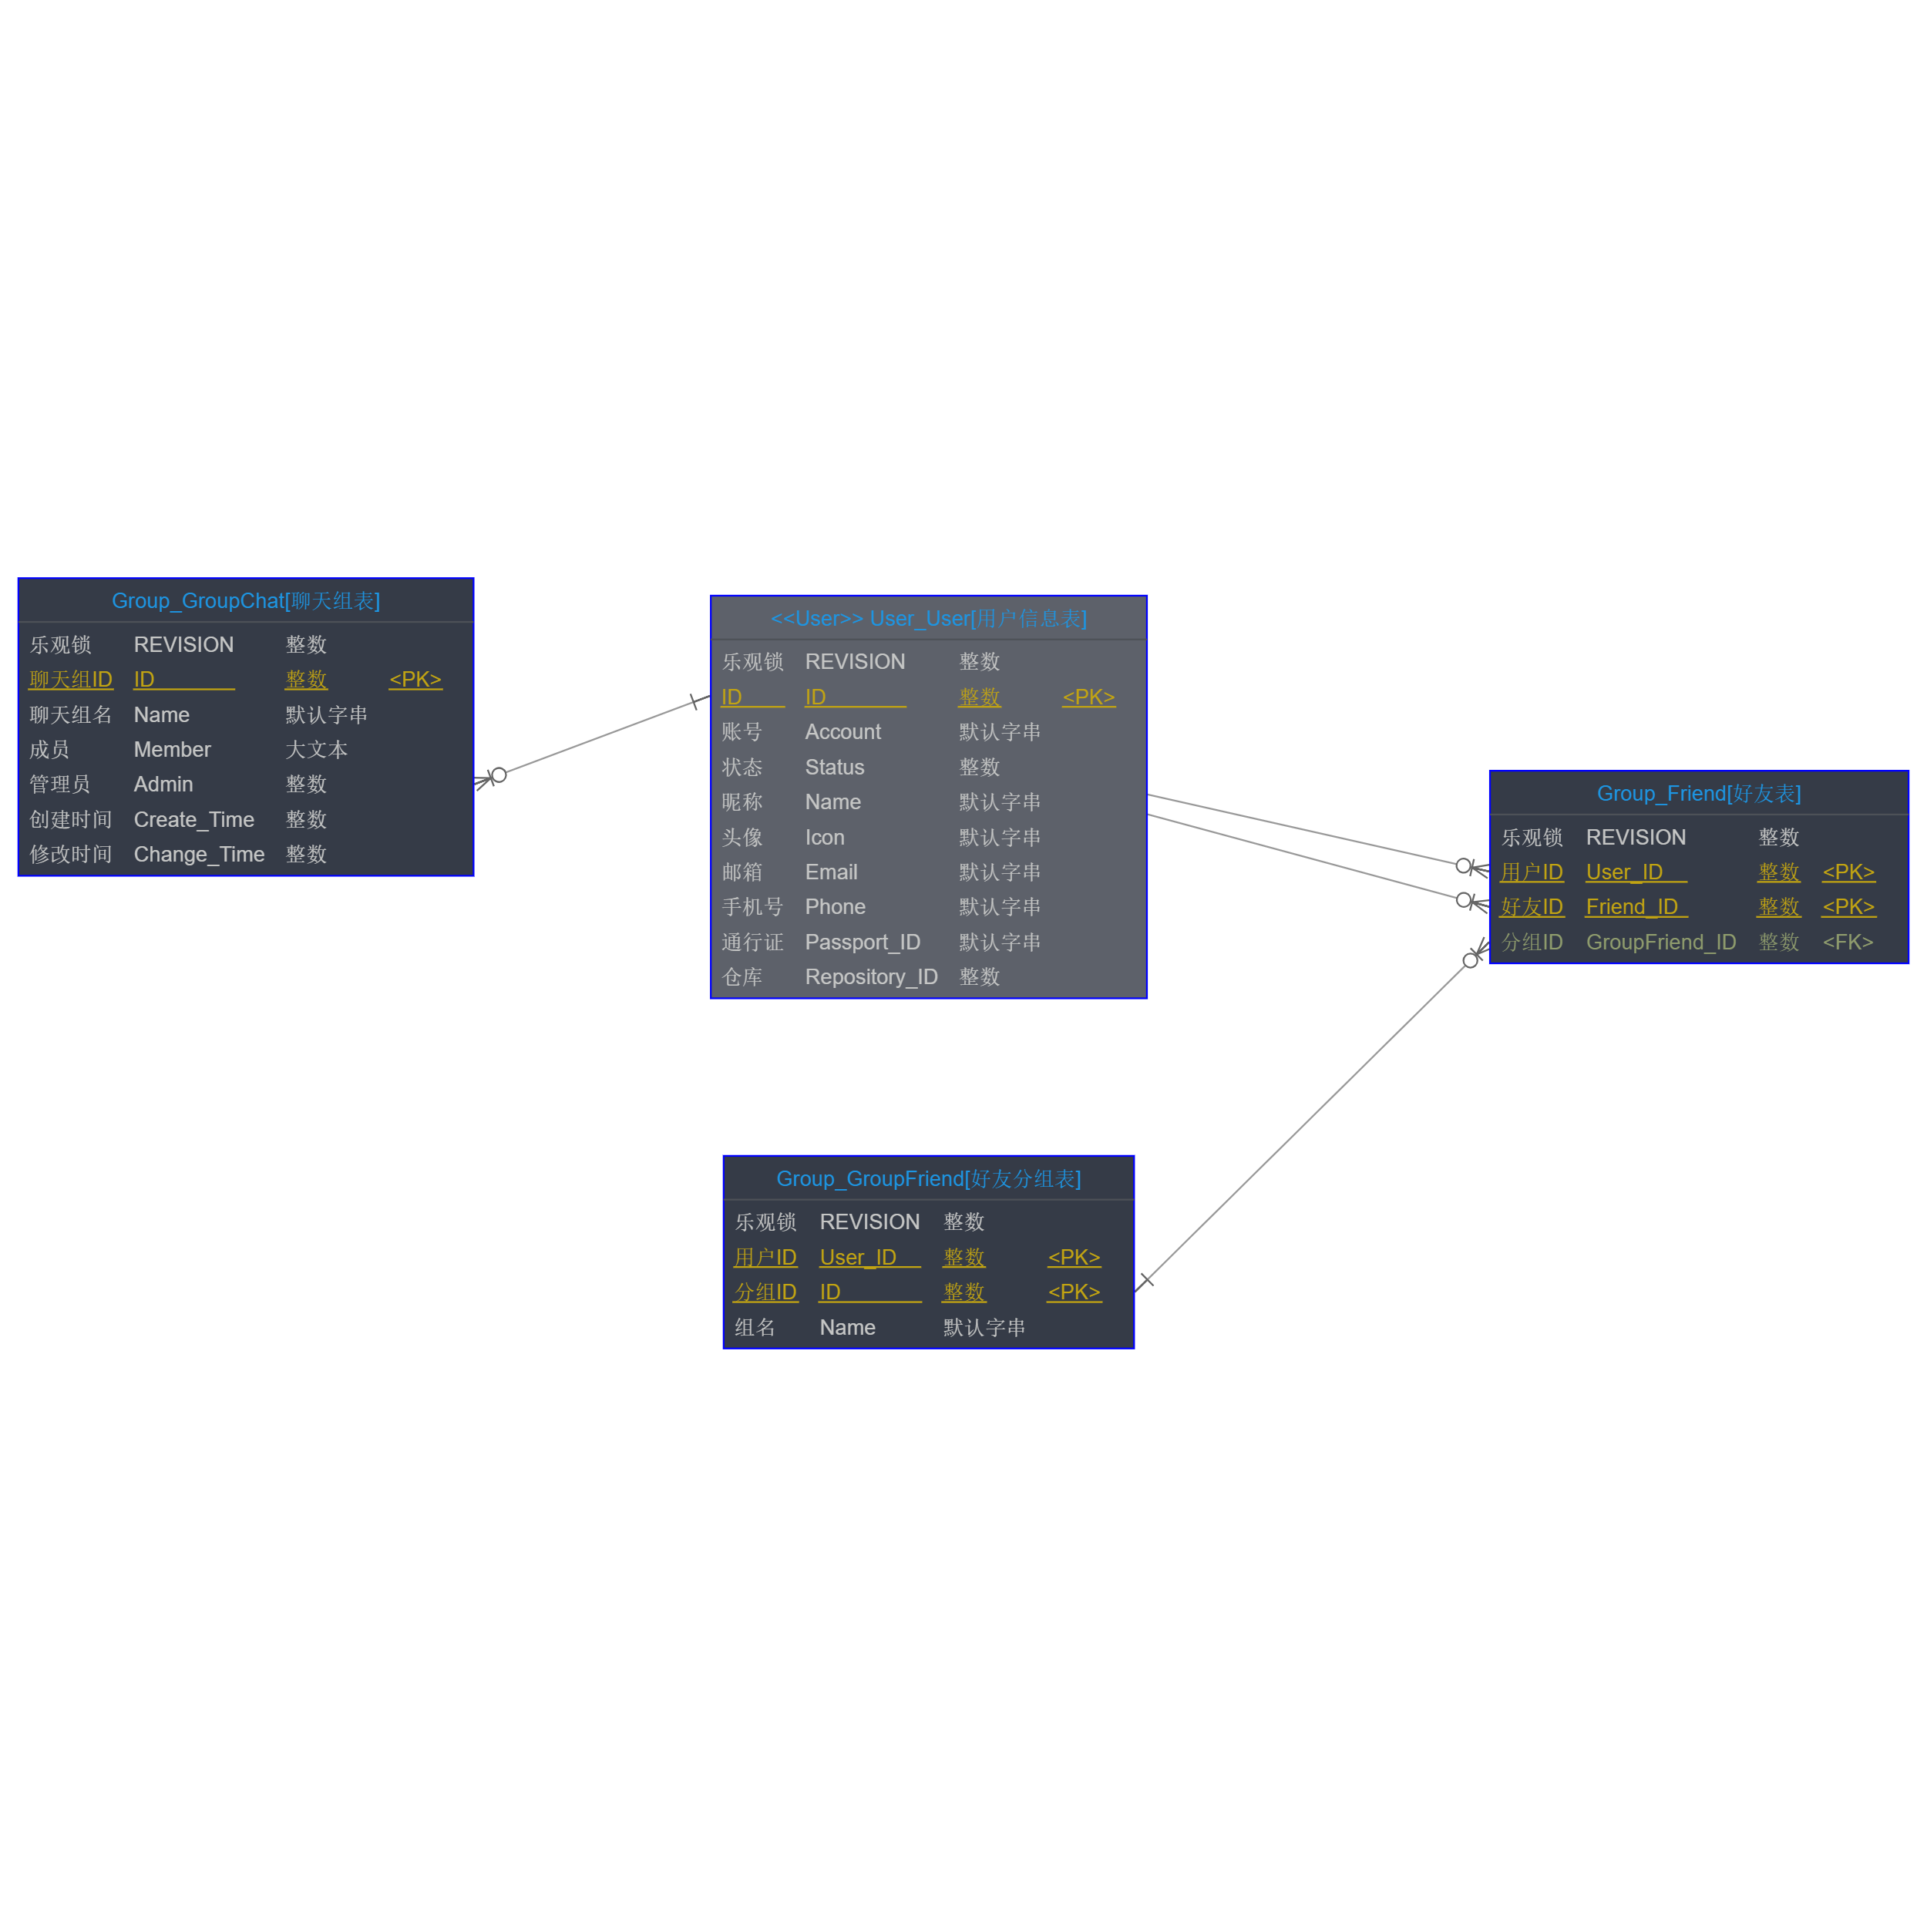 Group_GroupChat[聊天组表]
乐观锁 REVISION 整数
聊天组ID ID 整数 <PK>
聊天组名 Name 默认字串
成员 Member 大文本
管理员 Admin 整数
创建时间 Create_Time 整数
修改时间 Change_Time 整数
<<User>> User_User[用户信息表]
乐观锁 REVISION 整数
ID ID 整数 <PK>
账号 Account 默认字串
状态 Status 整数
昵称 Name 默认字串
头像 Icon 默认字串
邮箱 Email 默认字串
手机号 Phone 默认字串
通行证 Passport_ID 默认字串
仓库 Repository_ID 整数
Group_Friend[好友表]
乐观锁 REVISION 整数
用户ID User_ID 整数 <PK>
好友ID Friend_ID 整数 <PK>
分组ID GroupFriend_ID 整数 <FK>
Group_GroupFriend[好友分组表]
乐观锁 REVISION 整数
用户ID User_ID 整数 <PK>
分组ID ID 整数 <PK>
组名 Name 默认字串